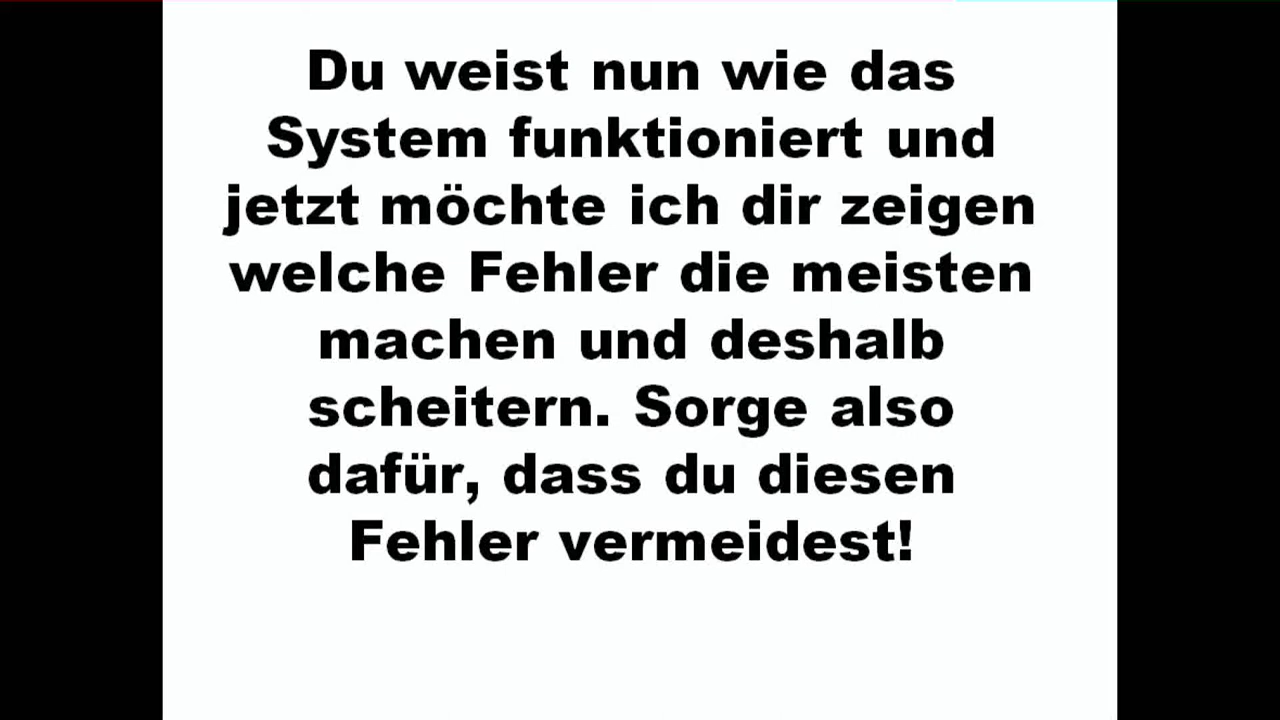 Du weist nun wie das
System funktioniert und
jetzt möchte ich dir zeigen
welche Fehler die meisten
machen und deshalb
scheitern. Sorge also
dafür, dass du diesen
Fehler vermeidest!